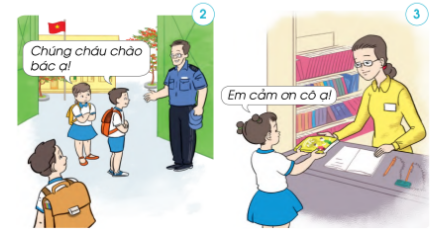 2
Chúng cháu chào
bác ạ!
3
Em cảm ơn cô ạ!